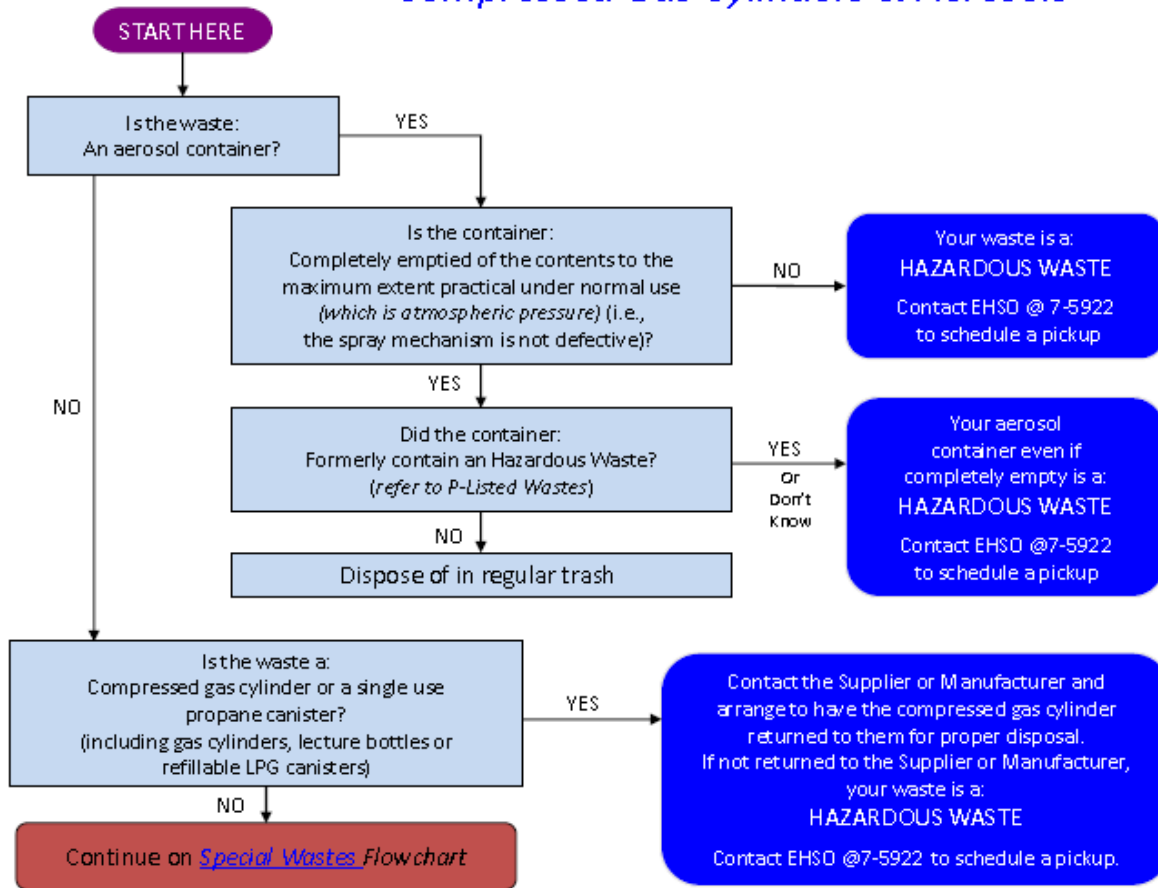 Compressed Gas Cylinders & Aerosols
START HERE
Is the waste:
An aerosol container?
YES
Is the container:
Completely emptied of the contents to the
maximum extent practical under normal use
(which is atmospheric pressure) (i.e.,
the spray mechanism is not defective)?
NO
Your waste is a:
HAZARDOUS WASTE
Contact EHSO @ 7-5922
to schedule a pickup
YES
NO
Did the container:
Formerly contain an Hazardous Waste?
(refer to P-Listed Wastes)
YES
Or
Don't
Know
Your aerosol
container even if
completely empty is a:
HAZARDOUS WASTE
Contact EHSO @7-5922
to schedule a pickup
NO
Dispose of in regular trash
Is the waste a:
Compressed gas cylinder or a single use
propane canister?
(including gas cylinders, lecture bottles or
refillable LPG canisters)
YES
Contact the Supplier or Manufacturer and
arrange to have the compressed gas cylinder
returned to them for proper disposal.
If not returned to the Supplier or Manufacturer,
your waste is a:
HAZARDOUS WASTE
Contact EHSO @7-5922 to schedule a pickup.
NO
Continue on Special Wastes Flowchart